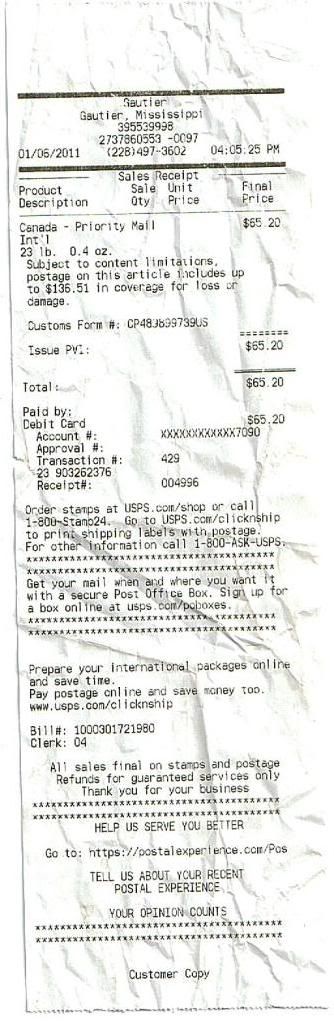 Gautier
Gautier, Mississippi
395539998
2737860553 -0097
01/06/2011 (228)497-3602 04:05:25 PM
Sales Receipt
Product Sale Unit Final
Description Qty Price Price
Canada - Priority Mail $65.20
Int'l
23 lb. 0.4 oz.
Subject to content limitations,
postage on this article includes up
to $136.51 in coverage for loss or
damage.
Customs Form #:
========
Issue PVI: $65.20
Total: $65.20
Paid by:
Debit Card $65.20
Account #: XXXXXXXXXXXX7090
Approval #:
Transaction #: 429
23 903262376
Receipt#: 004996
Order stamps at USPS.com/shop or call
1-800-Stamp24. Go to USPS.com/clicknship
to print shipping labels with postage.
For other information call 1-800-ASK-USPS.
Get your mail when and where you want it
with a secure Post Office Box. Sign up for
a box online at usps.com/poboxes.
Prepare your international packages online
and save time.
Pay postage online and save money too.
www.usps.com/clicknship
Bill#: 1000301721980
Clerk: 04
All sales final on stamps and postage
Refunds for guaranteed services only
Thank you for your business
HELP US SERVE YOU BETTER
Go to: https://postalexperience.com/Pos
TELL US ABOUT YOUR RECENT
POSTAL EXPERIENCE
YOUR OPINION COUNTS
Customer Copy